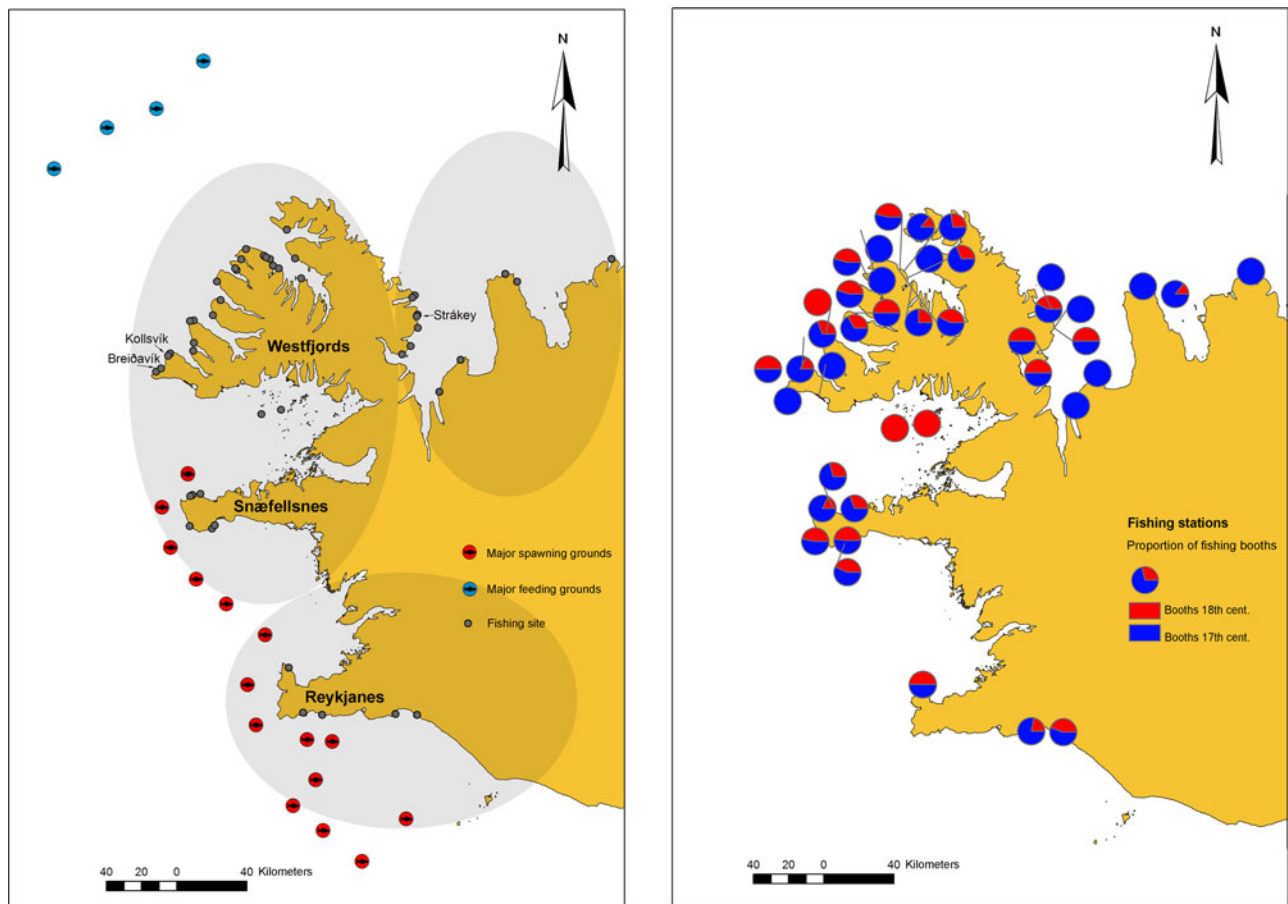 N
Strákey
Kollsvík
Westfjords
Breiðavík
Snæfellsnes
Major spawning grounds
Major feeding grounds
Fishing site
Reykjanes
40 20 0 40 Kilometers
N
Fishing stations
Proportion of fishing booths
Booths 18th cent.
Booths 17th cent.
40 20 0 40 Kilometers